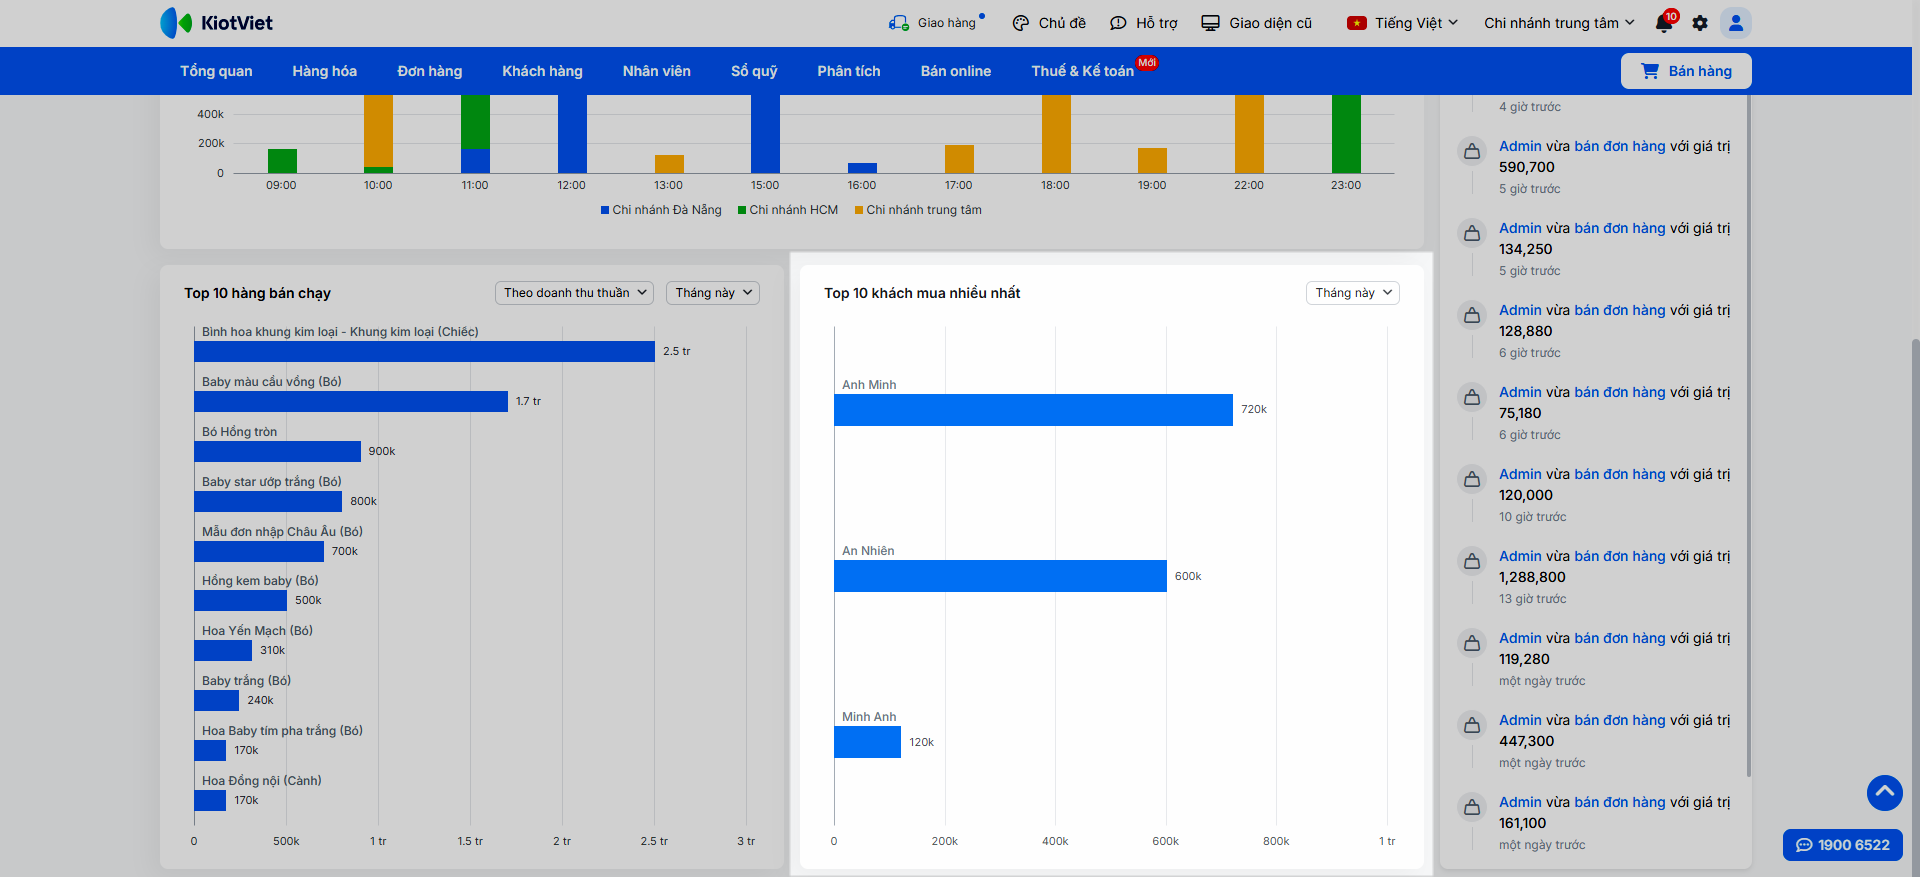 KiotViet
Giao hàng
Chủ đề
Hỗ trợ
Giao diện cũ
Tiếng Việt
Chi nhánh trung tâm
10
Tổng quan
Hàng hóa
Đơn hàng
Khách hàng
Nhân viên
Sổ quỹ
Phân tích
Bán online
Thuế & Kế toán
Mới
Bán hàng
400k
200k
0
09:00
10:00
11:00
12:00
13:00
15:00
16:00
17:00
18:00
19:00
22:00
23:00
Chi nhánh Đà Nẵng
Chi nhánh HCM
Chi nhánh trung tâm
Top 10 hàng bán chạy
Theo doanh thu thuần
Tháng này
Bình hoa khung kim loại - Khung kim loại (Chiếc)
2.5 tr
Baby màu cầu vồng (Bó)
1.7 tr
Bó Hồng tròn
900k
Baby star ướp trắng (Bó)
800k
Mẫu đơn nhập Châu Âu (Bó)
700k
Hồng kem baby (Bó)
500k
Hoa Yến Mạch (Bó)
310k
Baby trắng (Bó)
240k
Hoa Baby tím pha trắng (Bó)
170k
Hoa Đồng nội (Cành)
170k
0
500k
1 tr
1.5 tr
2 tr
2.5 tr
3 tr
Top 10 khách mua nhiều nhất
Tháng này
Anh Minh
720k
An Nhiên
600k
Minh Anh
120k
0
200k
400k
600k
800k
1 tr
4 giờ trước
Admin vừa bán đơn hàng với giá trị
590,700
5 giờ trước
Admin vừa bán đơn hàng với giá trị
134,250
5 giờ trước
Admin vừa bán đơn hàng với giá trị
128,880
6 giờ trước
Admin vừa bán đơn hàng với giá trị
75,180
6 giờ trước
Admin vừa bán đơn hàng với giá trị
120,000
10 giờ trước
Admin vừa bán đơn hàng với giá trị
1,288,800
13 giờ trước
Admin vừa bán đơn hàng với giá trị
119,280
một ngày trước
Admin vừa bán đơn hàng với giá trị
447,300
một ngày trước
Admin vừa bán đơn hàng với giá trị
161,100
một ngày trước
1900 6522